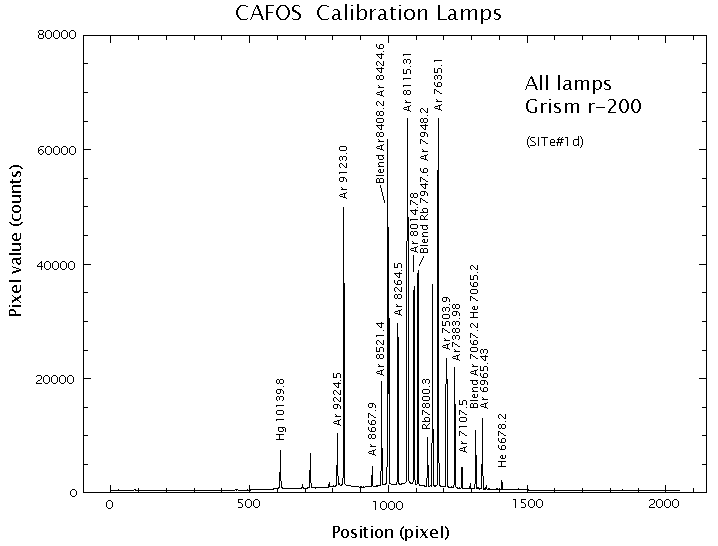 CAFOS Calibration Lamps
80000
60000
40000
20000
0
Pixel value (counts)
All lamps
Grism r-200
(SITe#1d)
Hg 10139.8
Ar 9224.5
Ar 9123.0
Ar 8667.9
Ar 8521.4
Blend Ar8408.2 Ar 8424.6
Ar 8264.5
Ar 8115.31
Ar 8014.78
Blend Rb 7947.6 Ar 7948.2
Rb7800.3
Ar 7635.1
Ar 7503.9
Ar7383.98
Ar 7107.5
Blend Ar 7067.2 He 7065.2
Ar 6965.43
He 6678.2
0
500
1000
1500
2000
Position (pixel)